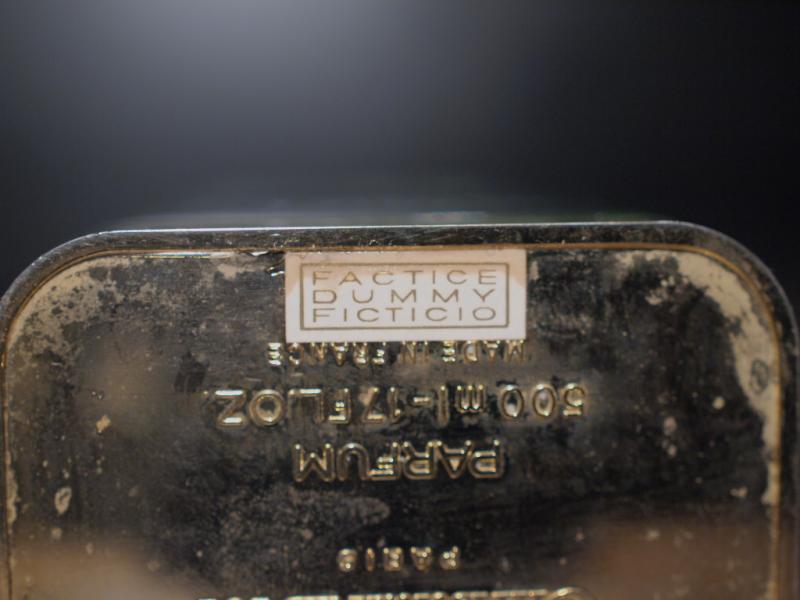 FACTICE
DUMMY
FICTICIO
MADE IN FRANCE
500 ml-17 FL.OZ.
PARFUM
PARIS